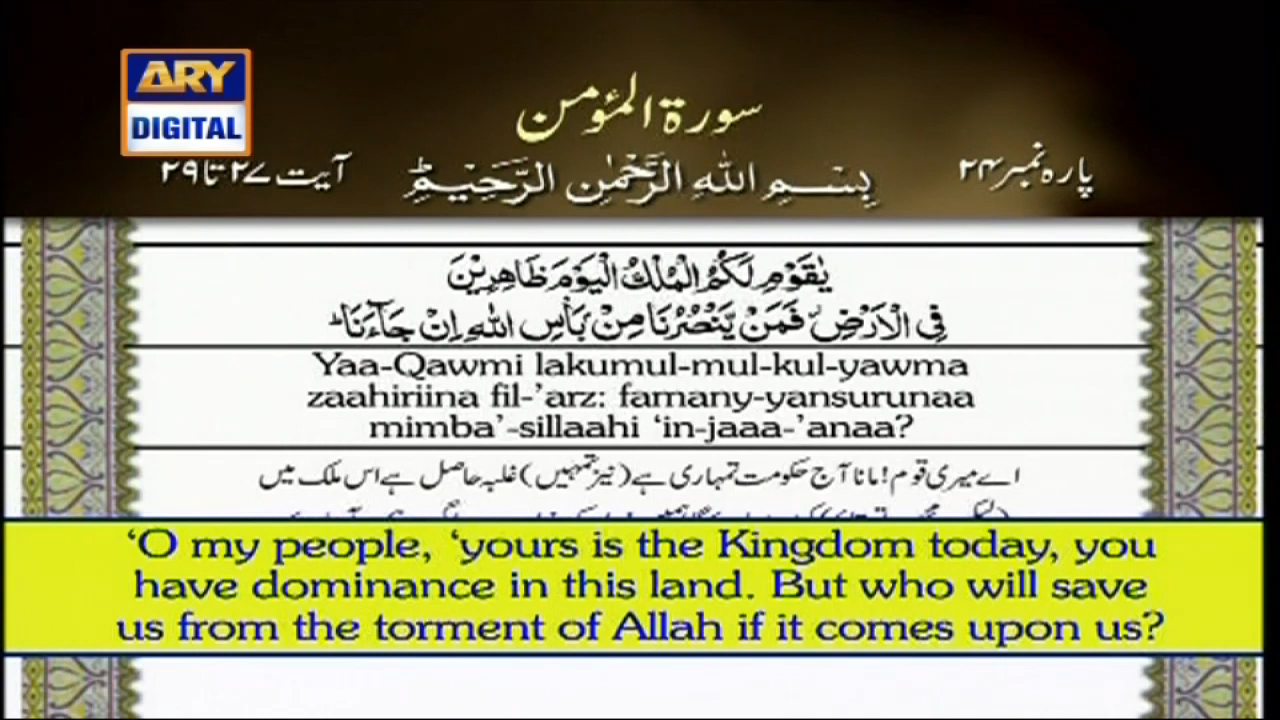 ARY
DIGITAL
سورة المؤمن
پارہ نمبر ۲۴
بِسْمِ اللهِ الرَّحْمٰنِ الرَّحِيْمِ
آیت ۲۷ تا ۲۹
يٰقَوْمِ لَكُمُ الْمُلْكُ الْيَوْمَ ظَاهِرِيْنَ
فِي الْاَرْضِ ۫ فَمَنْ يَّنْصُرُنَا مِنْ بَاْسِ اللهِ اِنْ جَآءَنَا ؕ
Yaa-Qawmi lakumul-mul-kul-yawma
zaahiriina fil-’arz: famany-yansurunaa
mimba’-sillaahi ‘in-jaaa-’anaa?
اے میری قوم! مانا آج حکومت تمہاری ہے (نیز تمہیں) غلبہ حاصل ہے اس ملک میں
‘O my people, ‘yours is the Kingdom today, you
have dominance in this land. But who will save
us from the torment of Allah if it comes upon us?